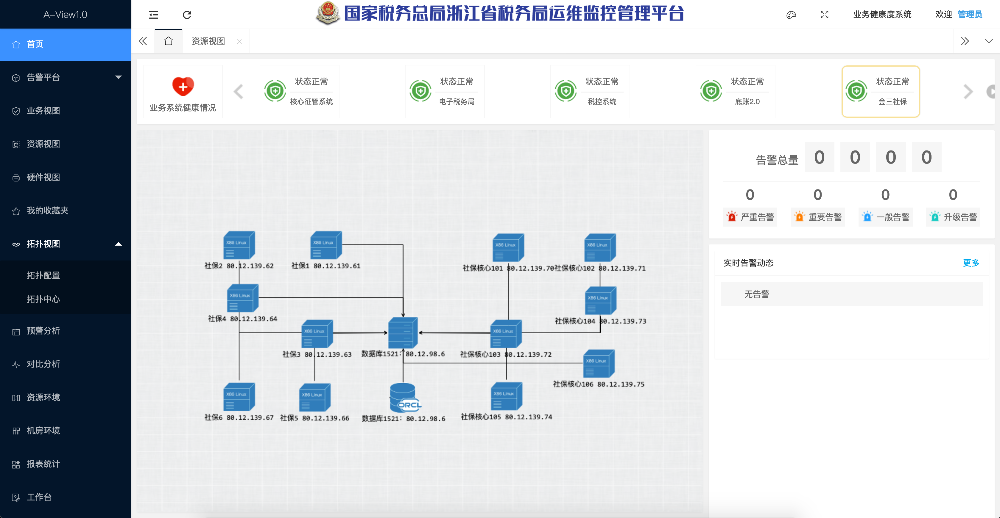 A-View1.0
国家税务总局浙江省税务局运维监控管理平台
业务健康度系统
欢迎 管理员
首页
告警平台
业务视图
资源视图
硬件视图
我的收藏夹
拓扑视图
拓扑配置
拓扑中心
预警分析
对比分析
资源环境
机房环境
报表统计
工作台
资源视图
业务系统健康情况
状态正常
核心征管系统
状态正常
电子税务局
状态正常
税控系统
状态正常
底账2.0
状态正常
金三社保
X86 Linux
社保2 80.12.139.62
X86 Linux
社保1 80.12.139.61
X86 Linux
社保核心101 80.12.139.70
X86 Linux
社保核心102 80.12.139.71
X86 Linux
社保4 80.12.139.64
X86 Linux
社保核心104 80.12.139.73
X86 Linux
社保3 80.12.139.63
数据库1521: 80.12.98.6
X86 Linux
社保核心103 80.12.139.72
X86 Linux
社保核心106 80.12.139.75
X86 Linux
社保6 80.12.139.67
X86 Linux
社保5 80.12.139.66
ORCL
数据库1521: 80.12.98.6
X86 Linux
社保核心105 80.12.139.74
告警总量 0 0 0 0
0 0 0 0
严重告警 重要告警 一般告警 升级告警
实时告警动态 更多
无告警